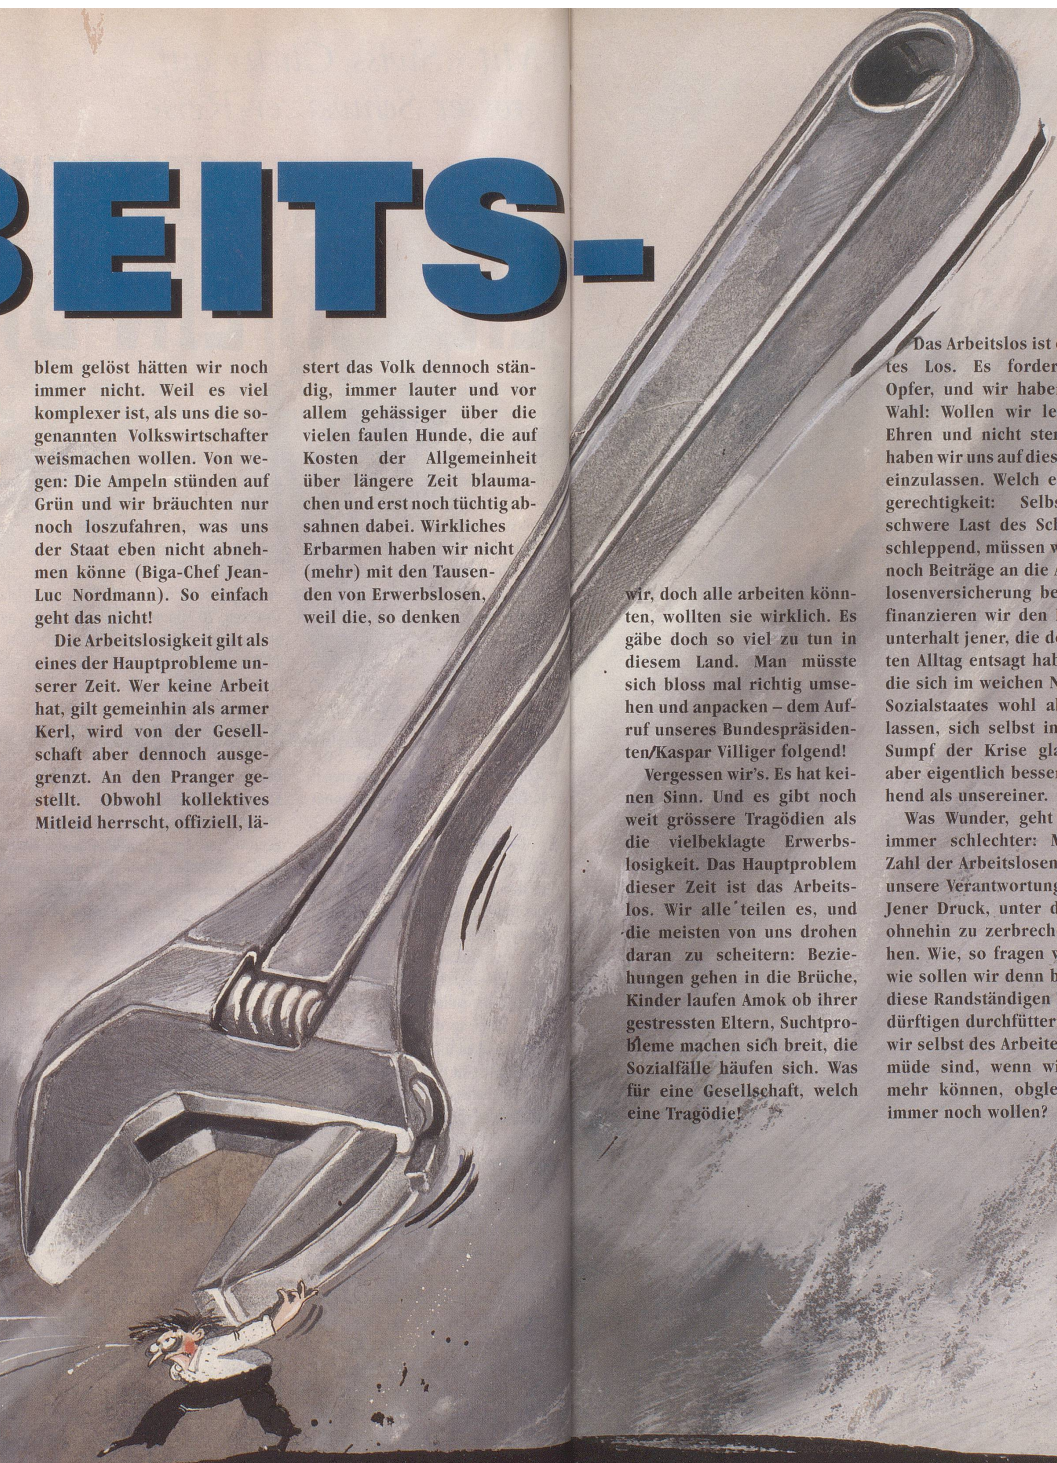 BEITS-
blem gelöst hätten wir noch
immer nicht. Weil es viel
komplexer ist, als uns die so-
genannten Volkswirtschafter
weismachen wollen. Von we-
gen: Die Ampeln stünden auf
Grün und wir bräuchten nur
noch loszufahren, was uns
der Staat eben nicht abneh-
men könne (Biga-Chef Jean-
Luc Nordmann). So einfach
geht das nicht!
Die Arbeitslosigkeit gilt als
eines der Hauptprobleme un-
serer Zeit. Wer keine Arbeit
hat, gilt gemeinhin als armer
Kerl, wird von der Gesell-
schaft aber dennoch ausge-
grenzt. An den Pranger ge-
stellt. Obwohl kollektives
Mitleid herrscht, offiziell, lä-
stert das Volk dennoch stän-
dig, immer lauter und vor
allem gehässiger über die
vielen faulen Hunde, die auf
Kosten der Allgemeinheit
über längere Zeit blauma-
chen und erst noch tüchtig ab-
sahnen dabei. Wirkliches
Erbarmen haben wir nicht
(mehr) mit den Tausen-
den von Erwerbslosen,
weil die, so denken
wir, doch alle arbeiten könn-
ten, wollten sie wirklich. Es
gäbe doch so viel zu tun in
diesem Land. Man müsste
sich bloss mal richtig umse-
hen und anpacken – dem Auf-
ruf unseres Bundespräsiden-
ten/Kaspar Villiger folgend!
Vergessen wir's. Es hat kei-
nen Sinn. Und es gibt noch
weit grössere Tragödien als
die vielbeklagte Erwerbs-
losigkeit. Das Hauptproblem
dieser Zeit ist das Arbeits-
los. Wir alle teilen es, und
die meisten von uns drohen
daran zu scheitern: Bezie-
hungen gehen in die Brüche,
Kinder laufen Amok ob ihrer
gestressten Eltern, Suchtpro-
bleme machen sich breit, die
Sozialfälle häufen sich. Was
für eine Gesellschaft, welch
eine Tragödie!
Das Arbeitslos ist
tes Los. Es forder
Opfer, und wir habe
Wahl: Wollen wir le
Ehren und nicht ster
haben wir uns auf dies
einzulassen. Welch e
gerechtigkeit: Selbs
schwere Last des Sch
schleppend, müssen w
noch Beiträge an die A
losenversicherung be
finanzieren wir den
unterhalt jener, die de
ten Alltag entsagt hab
die sich im weichen N
Sozialstaates wohl a
lassen, sich selbst in
Sumpf der Krise gla
aber eigentlich besse
hend als unsereiner.
Was Wunder, geht
immer schlechter: M
Zahl der Arbeitslosen
unsere Verantwortung
Jener Druck, unter d
ohnehin zu zerbrech
hen. Wie, so fragen w
wie sollen wir denn b
diese Randständigen
dürftigen durchfütter
wir selbst des Arbeite
müde sind, wenn wi
mehr können, obgle
immer noch wollen?